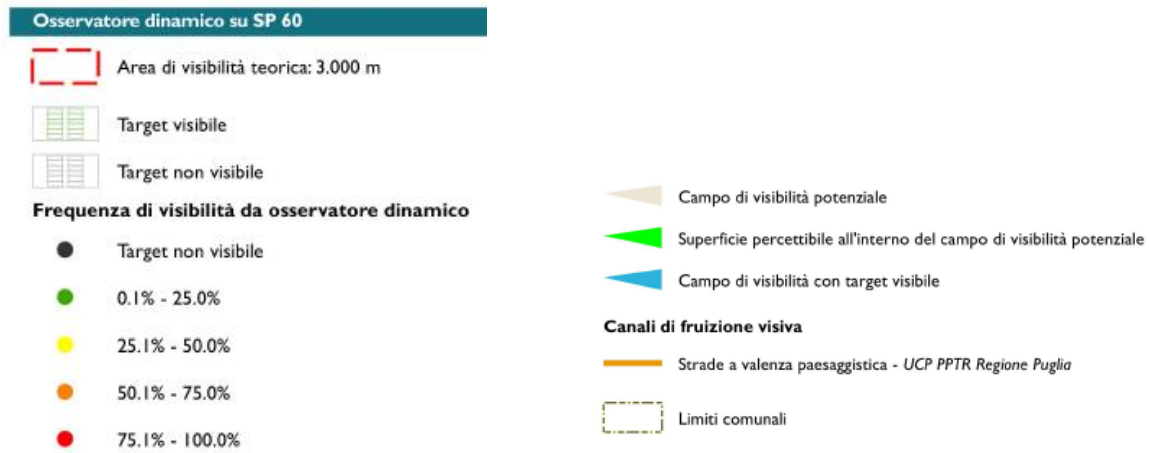 Osservatore dinamico su SP 60
Area di visibilità teorica: 3.000 m
Target visibile
Target non visibile
Frequenza di visibilità da osservatore dinamico
Target non visibile
0.1% - 25.0%
25.1% - 50.0%
50.1% - 75.0%
75.1% - 100.0%
Campo di visibilità potenziale
Superficie percettibile all'interno del campo di visibilità potenziale
Campo di visibilità con target visibile
Canali di fruizione visiva
Strade a valenza paesaggistica - UCP PPTR Regione Puglia
Limiti comunali